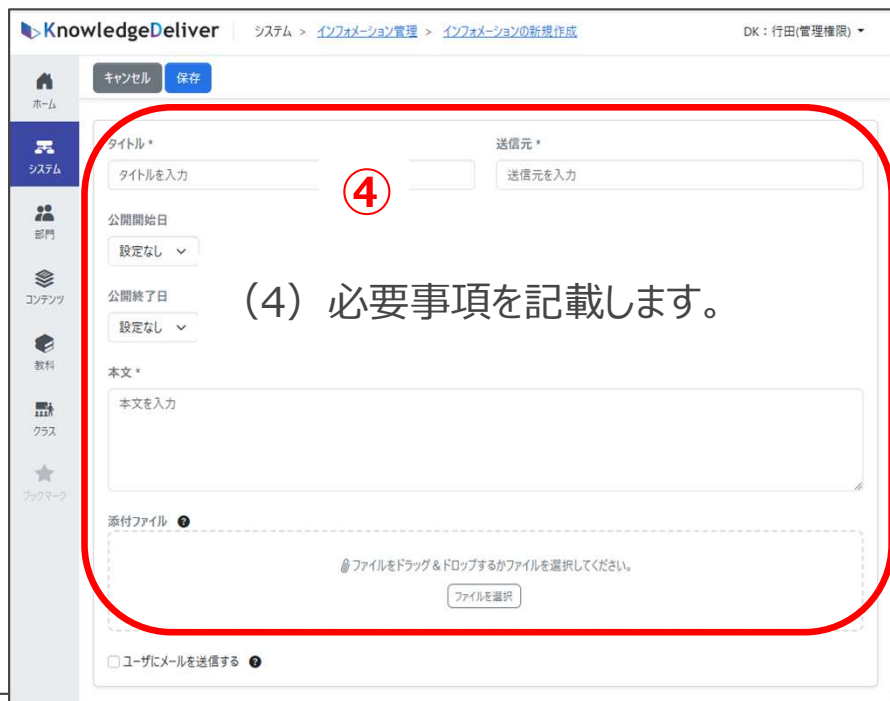 KnowledgeDeliver システム > インフォメーション管理 > インフォメーションの新規作成 DK：行田(管理権限)
キャンセル 保存
ホーム
システム
部門
コンテンツ
教科
クラス
ブックマーク
タイトル * 送信元 *
タイトルを入力 送信元を入力
④
公開開始日
設定なし
（4）必要事項を記載します。
公開終了日
設定なし
本文 *
本文を入力
添付ファイル
ファイルをドラッグ＆ドロップするかファイルを選択してください。
ファイルを選択
ユーザにメールを送信する